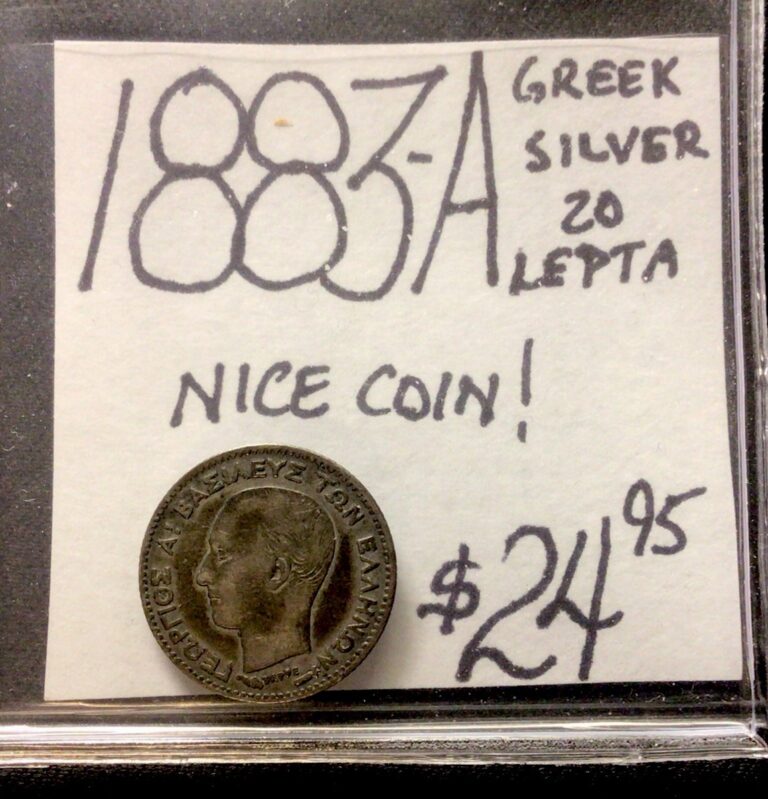 1883-A
GREEK
SILVER
20
LEPTA
NICE COIN!
$24 95
ΓΕΩΡΓΙΟΣ Α! ΒΑΣΙΛΕΥΣ ΤΩΝ ΕΛΛΗΝΩΝ